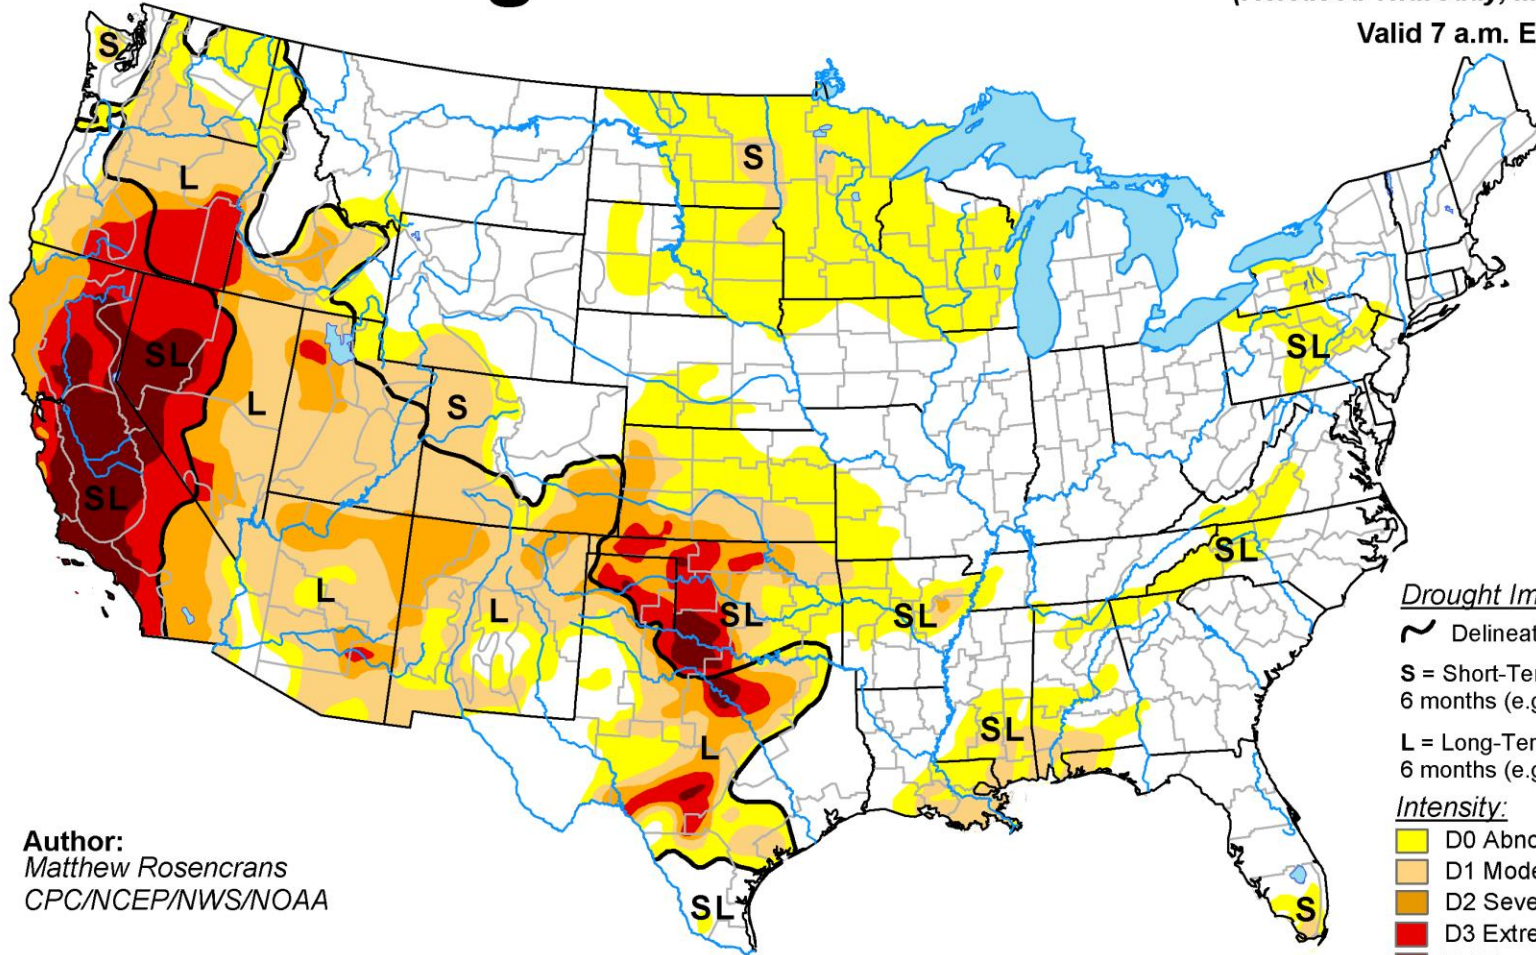 Valid 7 a.m. E
S
S
L
SL
L
S
SL
SL
L
L
SL
SL
SL
SL
L
S
SL
Drought Im
Delineat
S = Short-Ter
6 months (e.g
L = Long-Ter
6 months (e.g
Intensity:
D0 Abno
D1 Mode
D2 Seve
D3 Extre
Author:
Matthew Rosencrans
CPC/NCEP/NWS/NOAA